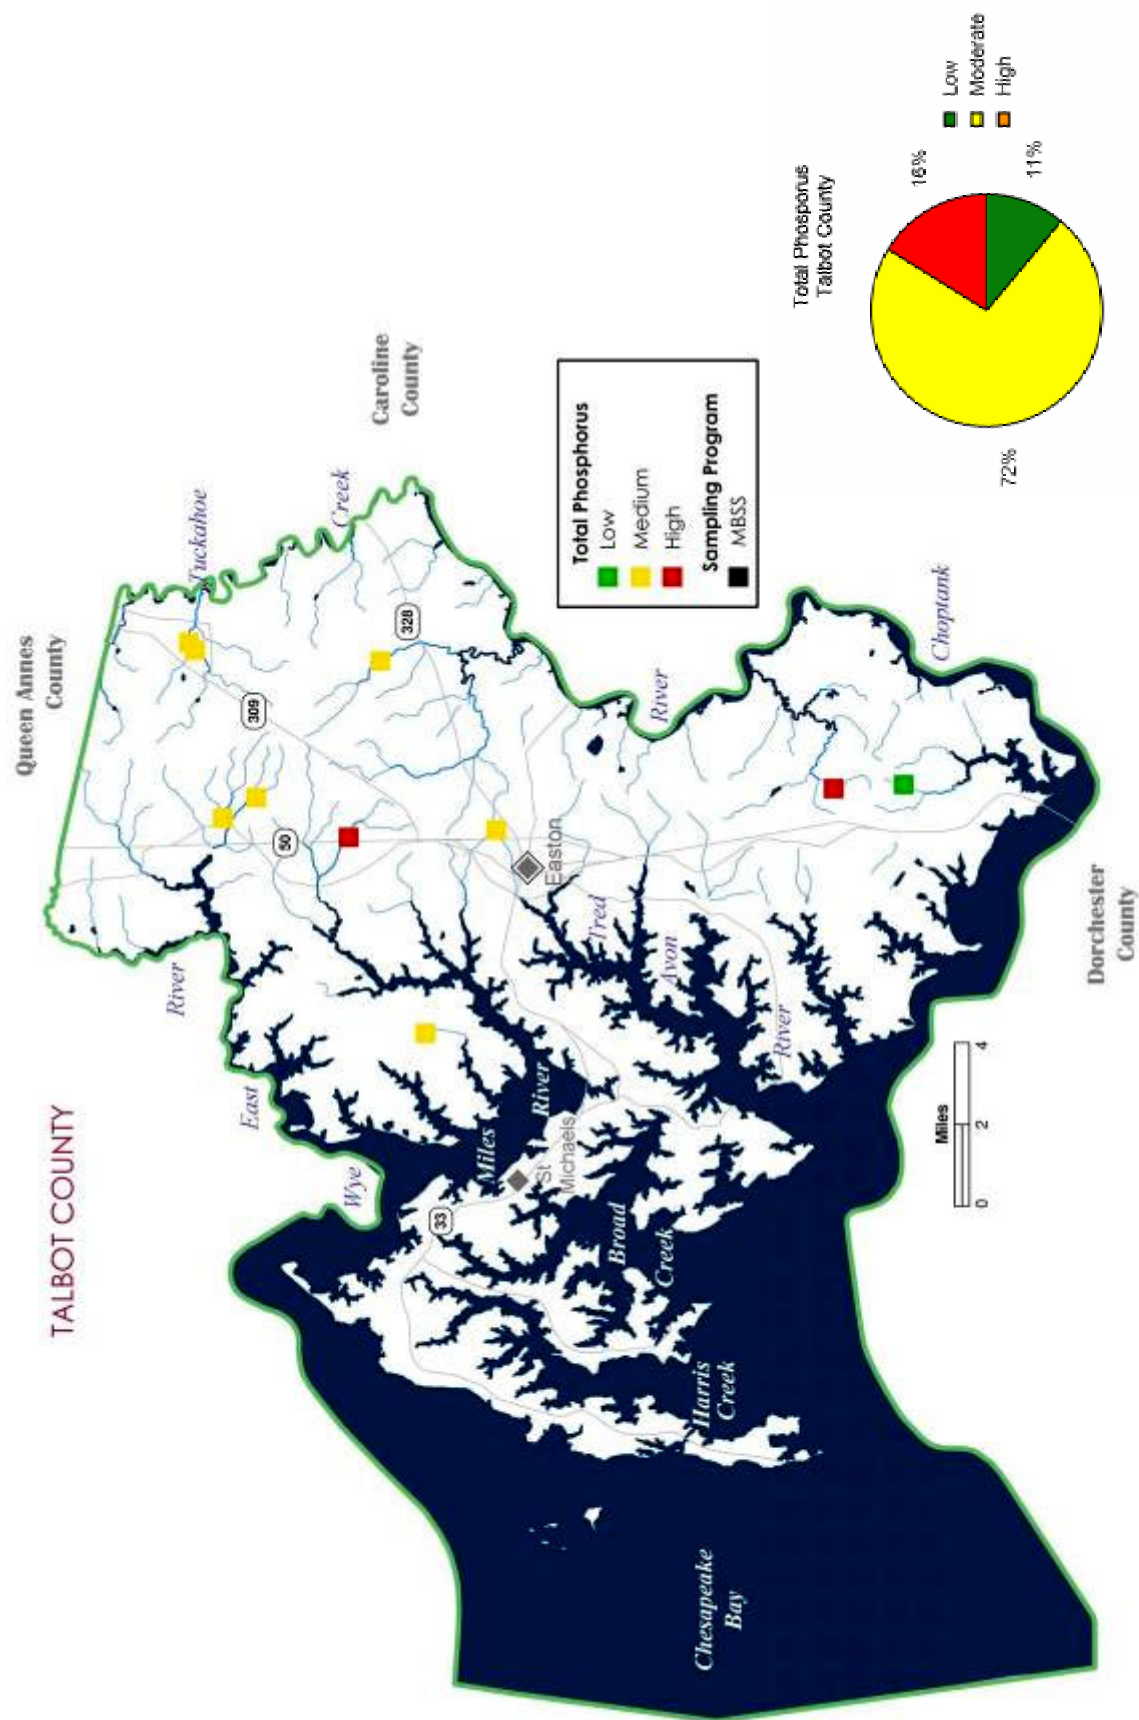 TALBOT COUNTY
Queen Annes
County
Caroline
County
Dorchester
County
Tuckahoe
Creek
River
Choptank
River
East
Wye
Miles
River
St
Michaels
Easton
Tred
Avon
River
Broad
Creek
Harris
Creek
Chesapeake
Bay
309
328
50
33
Total Phosphorus
Low
Medium
High
Sampling Program
MBSS
Miles
0 2 4
Total Phosporus
Talbot County
16%
11%
72%
Low
Moderate
High